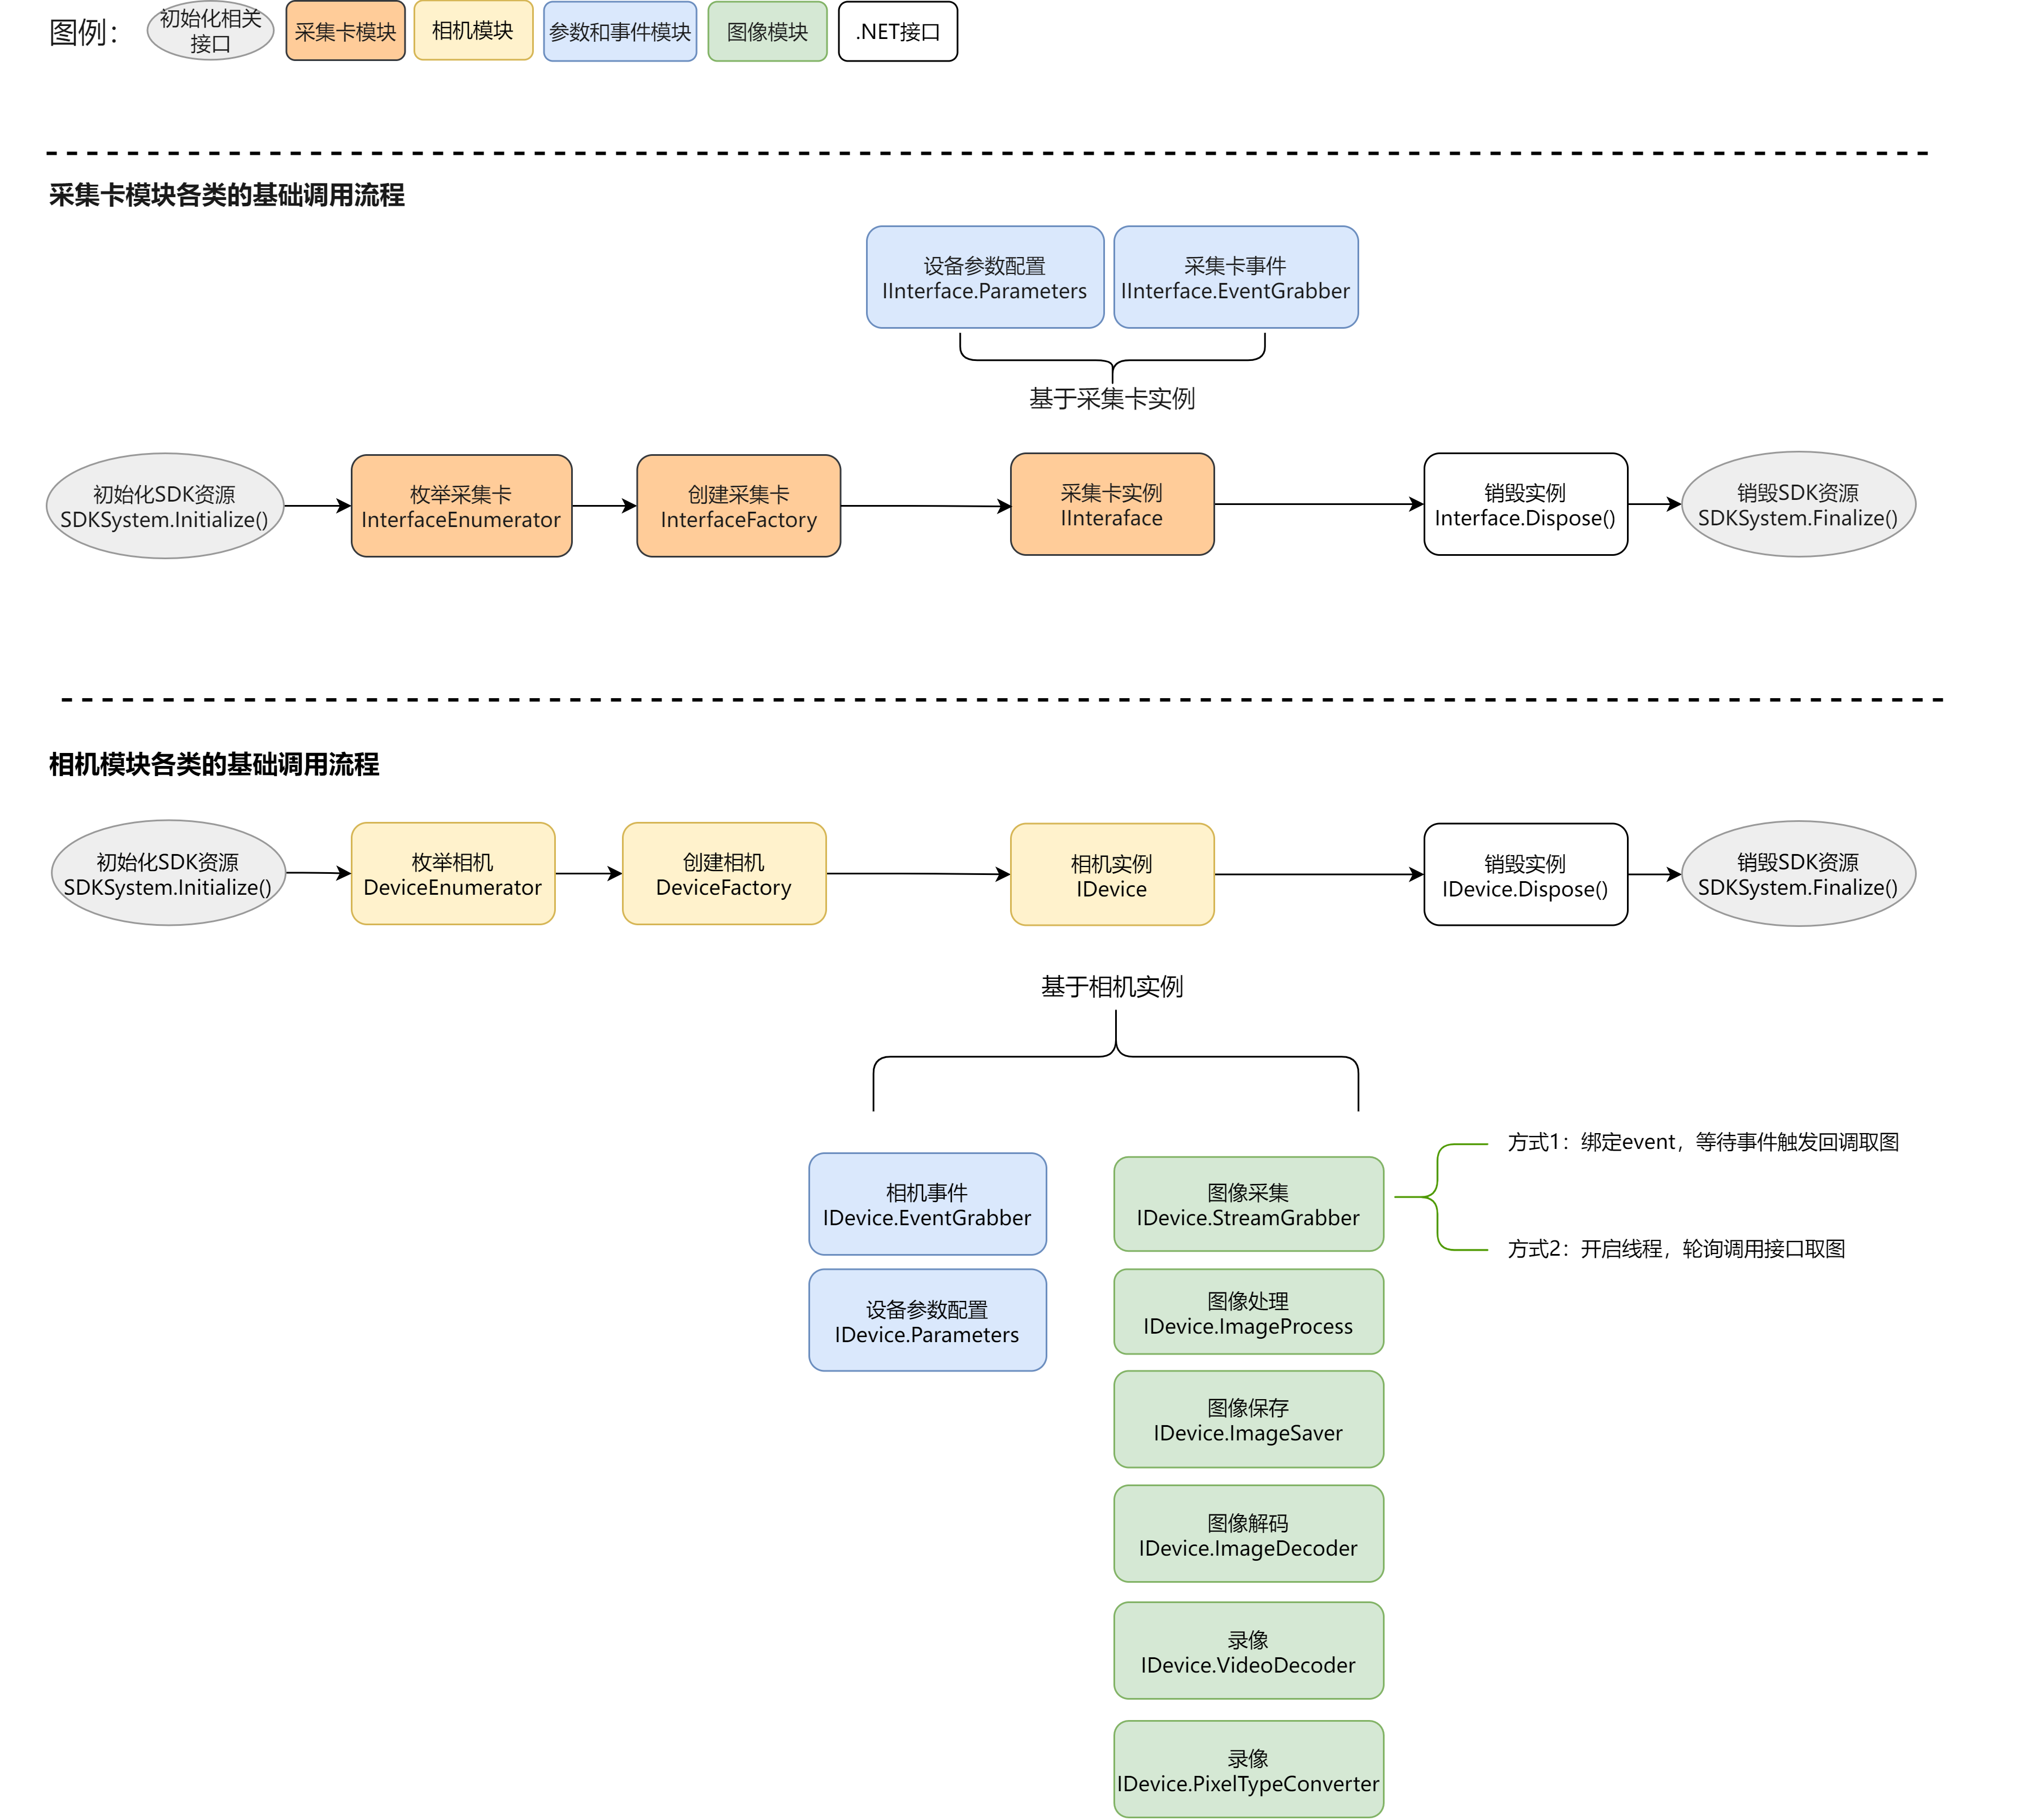 图例：
初始化相关
接口
采集卡模块
相机模块
参数和事件模块
图像模块
.NET接口
采集卡模块各类的基础调用流程
设备参数配置
IInterface.Parameters
采集卡事件
IInterface.EventGrabber
基于采集卡实例
初始化SDK资源
SDKSystem.Initialize()
枚举采集卡
InterfaceEnumerator
创建采集卡
InterfaceFactory
采集卡实例
IInteraface
销毁实例
Interface.Dispose()
销毁SDK资源
SDKSystem.Finalize()
相机模块各类的基础调用流程
初始化SDK资源
SDKSystem.Initialize()
枚举相机
DeviceEnumerator
创建相机
DeviceFactory
相机实例
IDevice
销毁实例
IDevice.Dispose()
销毁SDK资源
SDKSystem.Finalize()
基于相机实例
相机事件
IDevice.EventGrabber
设备参数配置
IDevice.Parameters
图像采集
IDevice.StreamGrabber
方式1：绑定event，等待事件触发回调取图
方式2：开启线程，轮询调用接口取图
图像处理
IDevice.ImageProcess
图像保存
IDevice.ImageSaver
图像解码
IDevice.ImageDecoder
录像
IDevice.VideoDecoder
录像
IDevice.PixelTypeConverter